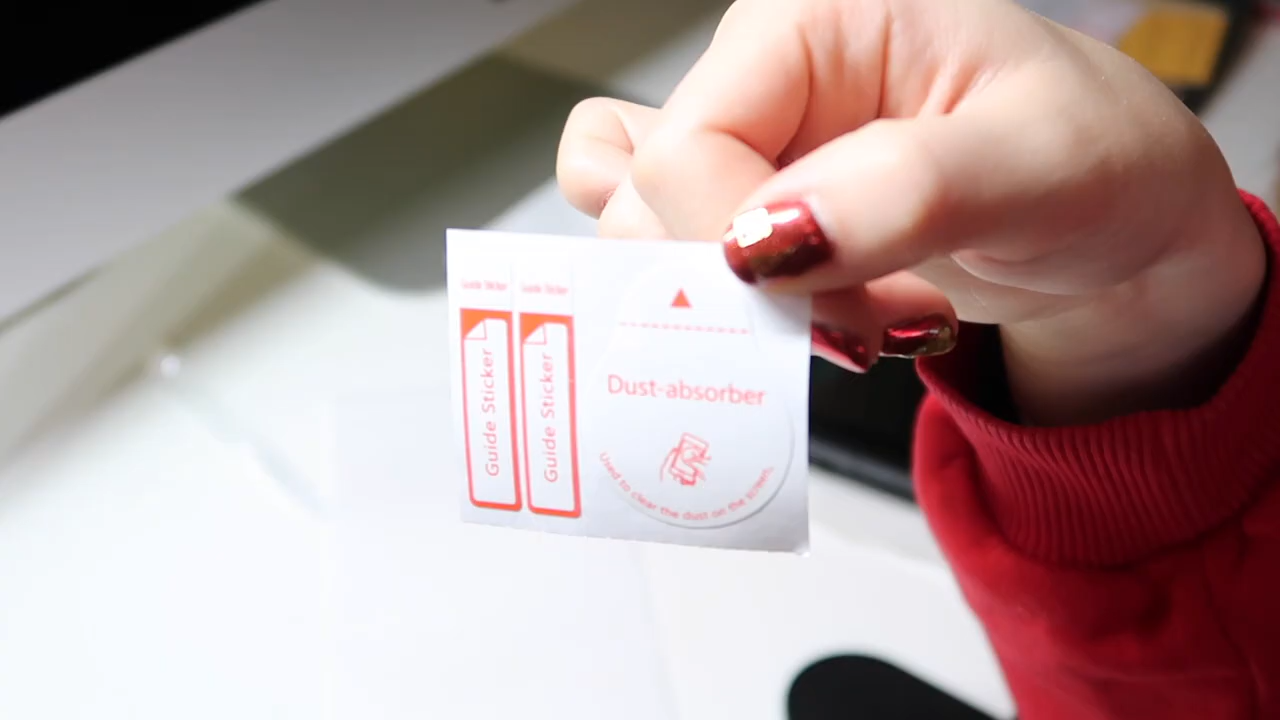 Guide Sticker
Guide Sticker
Guide Sticker
Guide Sticker
Dust-absorber
Used to clear the dust on the screen.